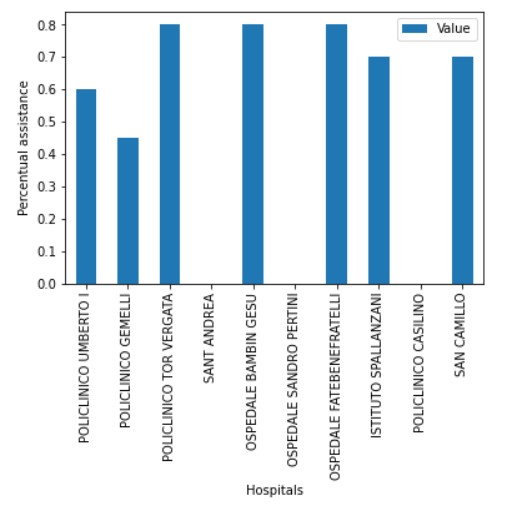 Value
0.8
0.7
0.6
0.5
0.4
0.3
0.2
0.1
0.0
Percentual assistance
POLICLINICO UMBERTO I
POLICLINICO GEMELLI
POLICLINICO TOR VERGATA
SANT ANDREA
OSPEDALE BAMBIN GESU
OSPEDALE SANDRO PERTINI
OSPEDALE FATEBENEFRATELLI
ISTITUTO SPALLANZANI
POLICLINICO CASILINO
SAN CAMILLO
Hospitals